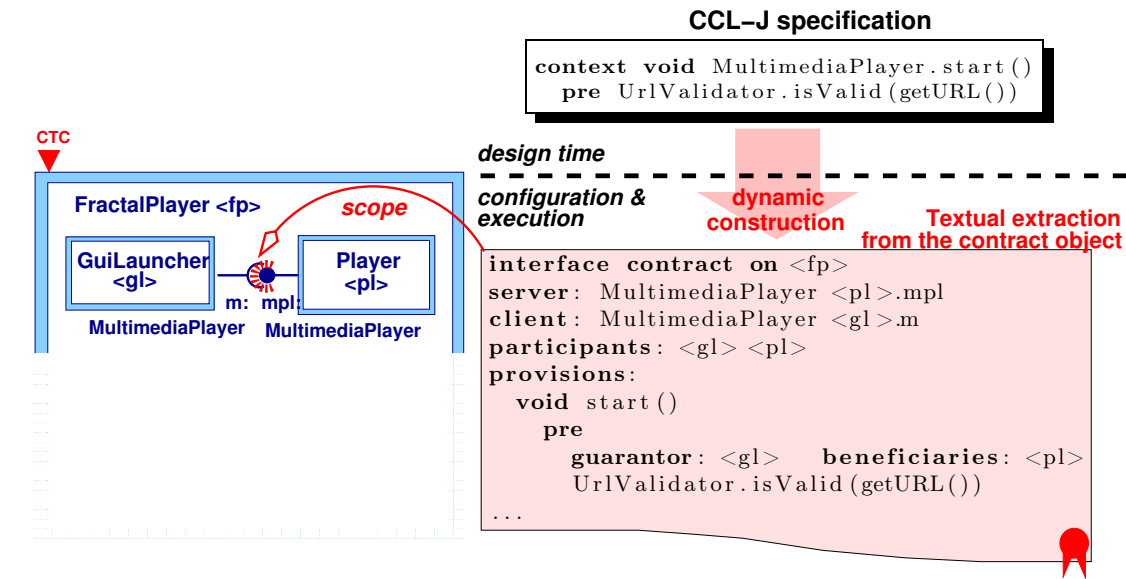 CCL–J specification
context void MultimediaPlayer.start()
pre UrlValidator.isValid(getURL())
CTC
design time
configuration &
execution
dynamic
construction
Textual extraction
from the contract object
FractalPlayer <fp>
scope
GuiLauncher
<gl>
Player
<pl>
m: mpl:
MultimediaPlayer
MultimediaPlayer
interface contract on <fp>
server: MultimediaPlayer <pl>.mpl
client: MultimediaPlayer <gl>.m
participants: <gl> <pl>
provisions:
void start()
pre
guarantor: <gl> beneficiaries: <pl>
UrlValidator.isValid(getURL())
...